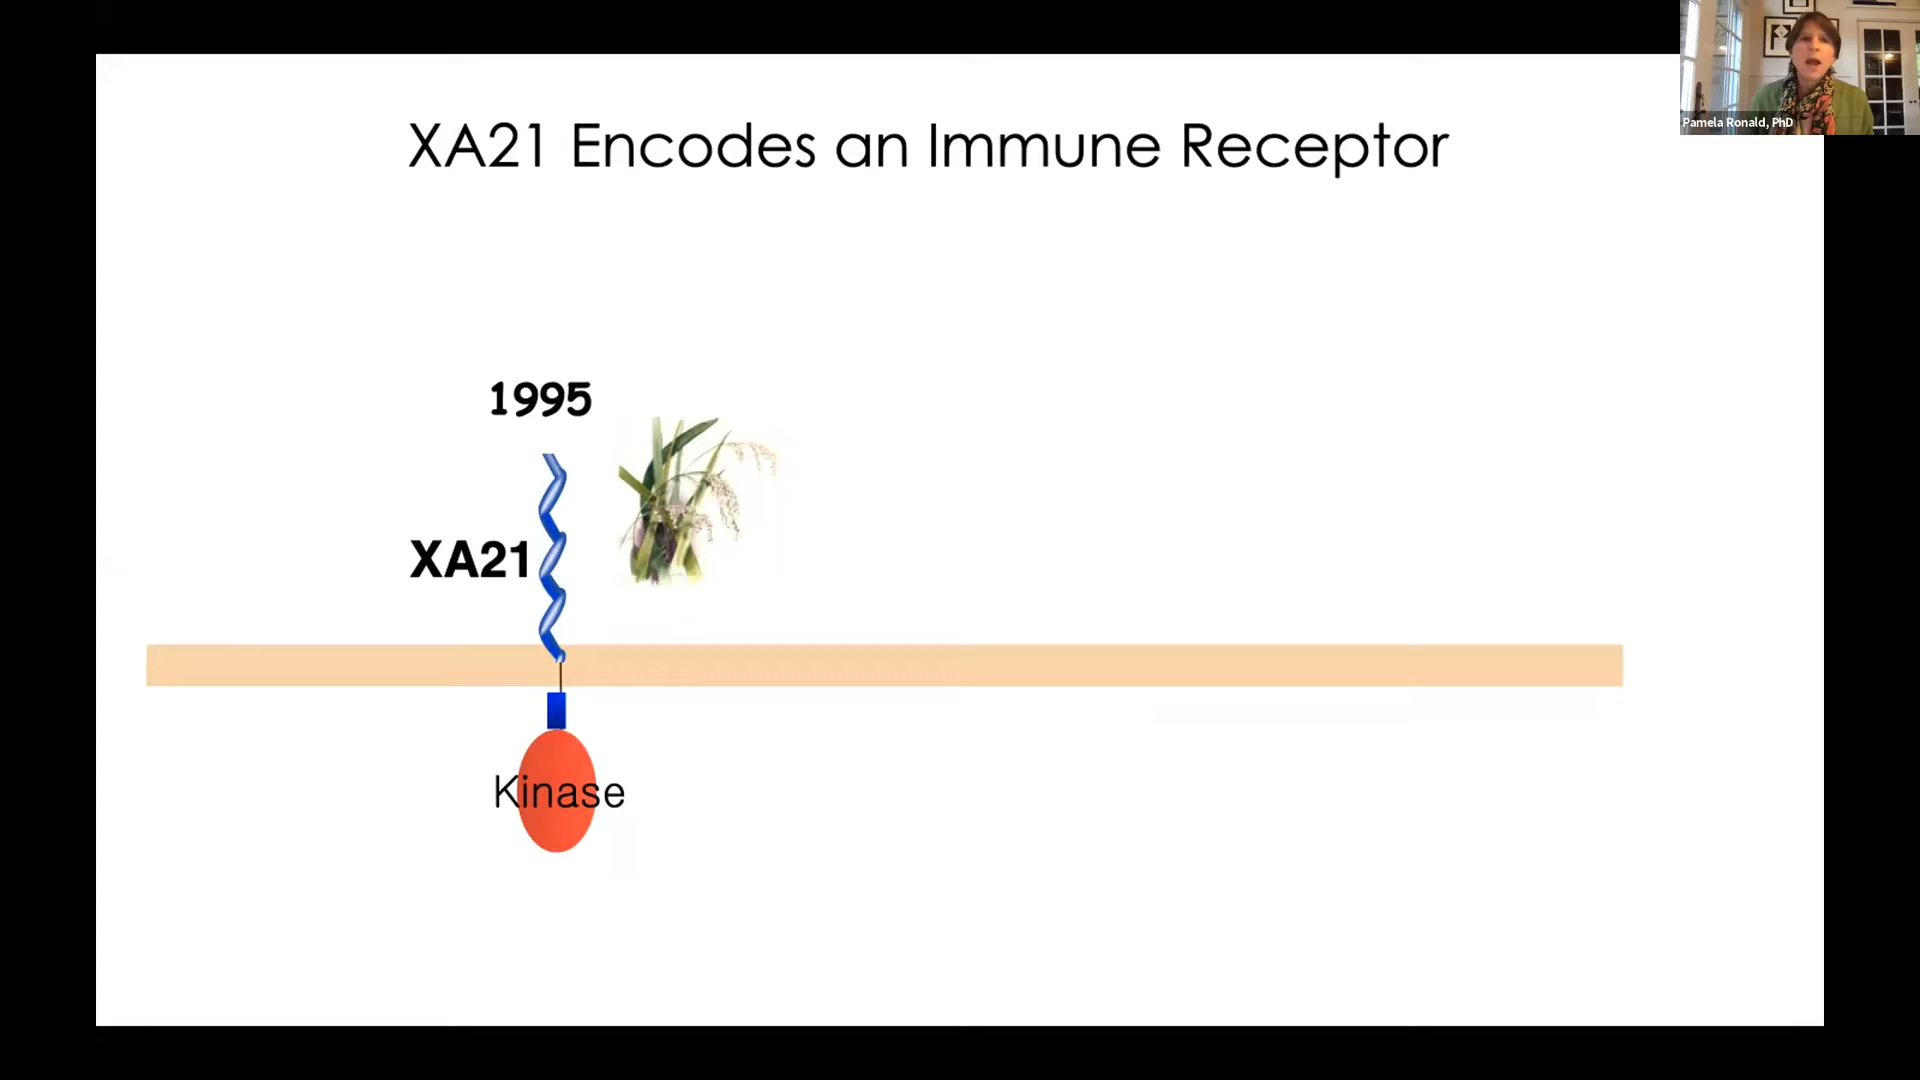 Pamela Ronald, PhD
XA21 Encodes an Immune Receptor
1995
XA21
Kinase